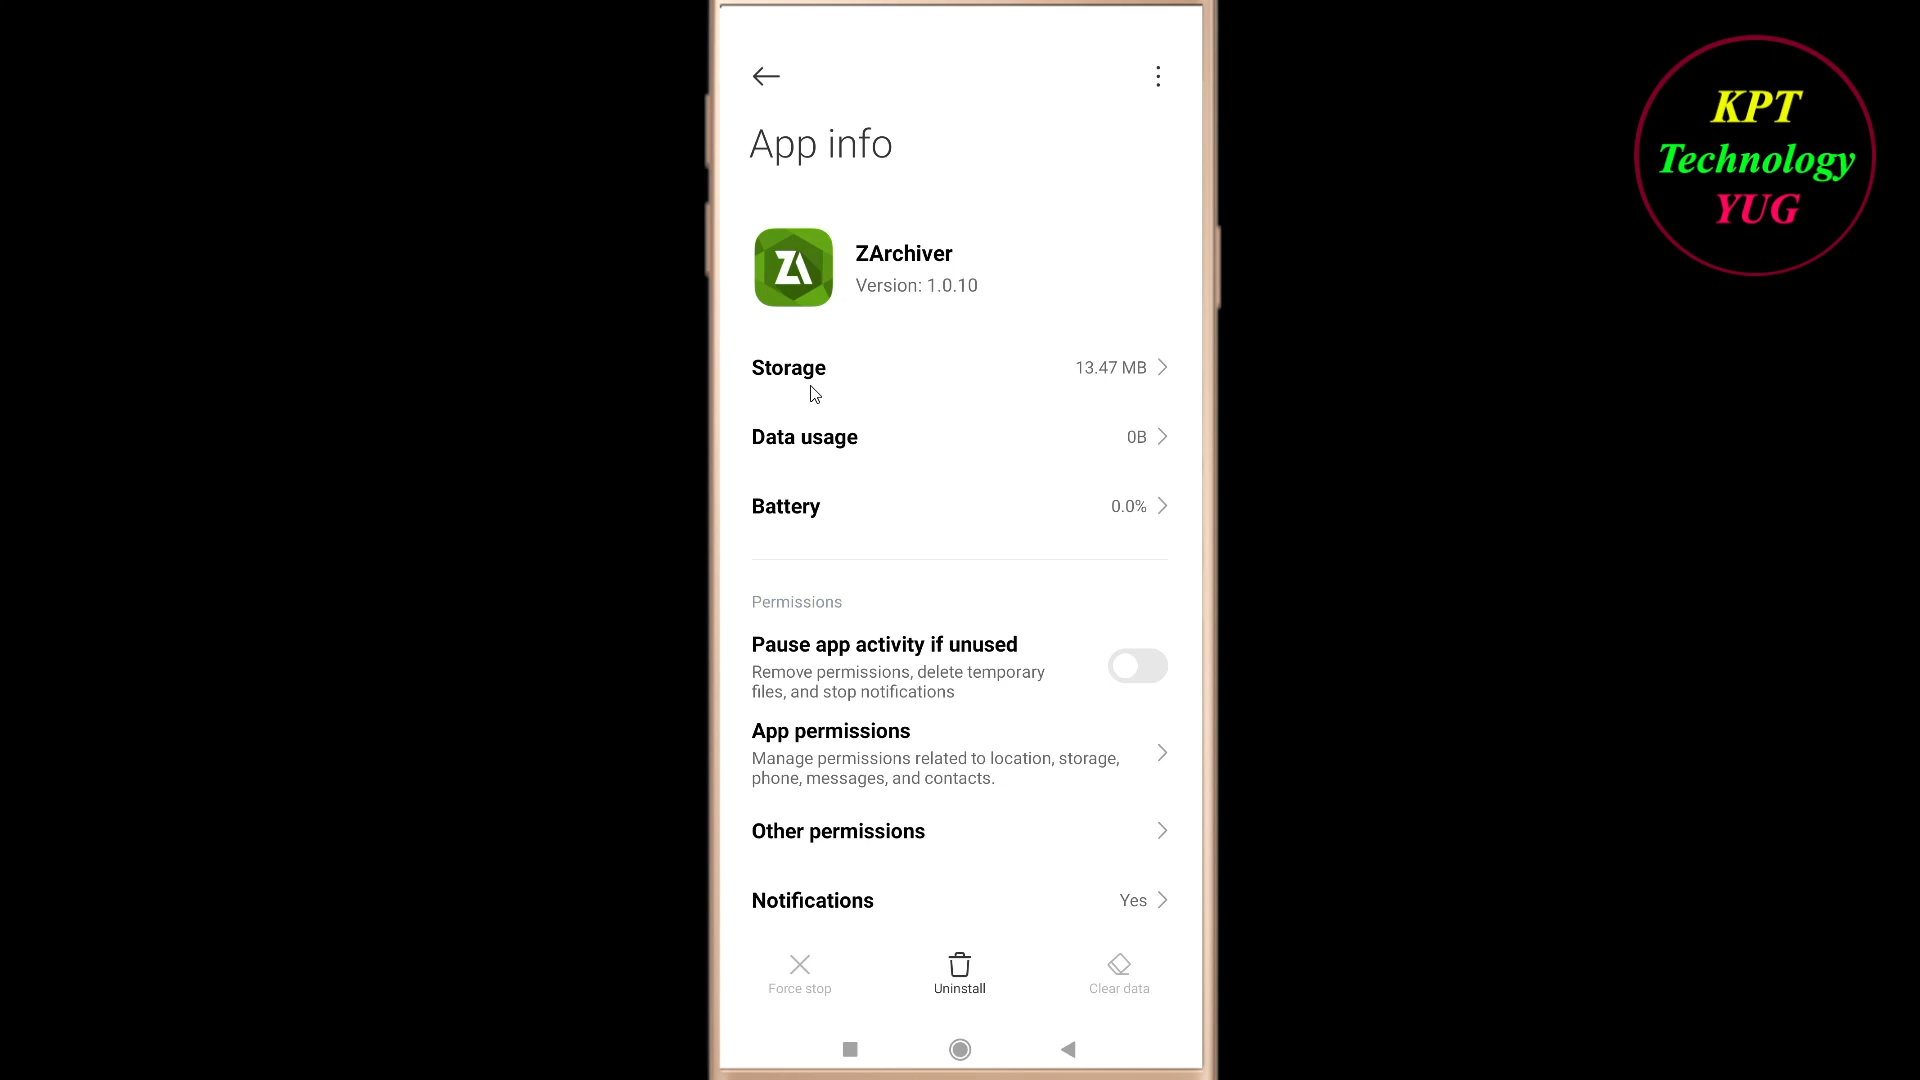 KPT
Technology
YUG
App info
ZA
ZArchiver
Version: 1.0.10
Storage 13.47 MB
Data usage 0B
Battery 0.0%
Permissions
Pause app activity if unused
Remove permissions, delete temporary
files, and stop notifications
App permissions
Manage permissions related to location, storage,
phone, messages, and contacts.
Other permissions
Notifications Yes
Force stop Uninstall Clear data